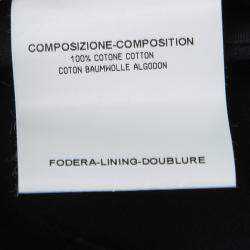 COMPOSIZIONE-COMPOSITION
100% COTONE COTTON
COTON BAUMWOLLE ALGODON
FODERA-LINING-DOUBLURE